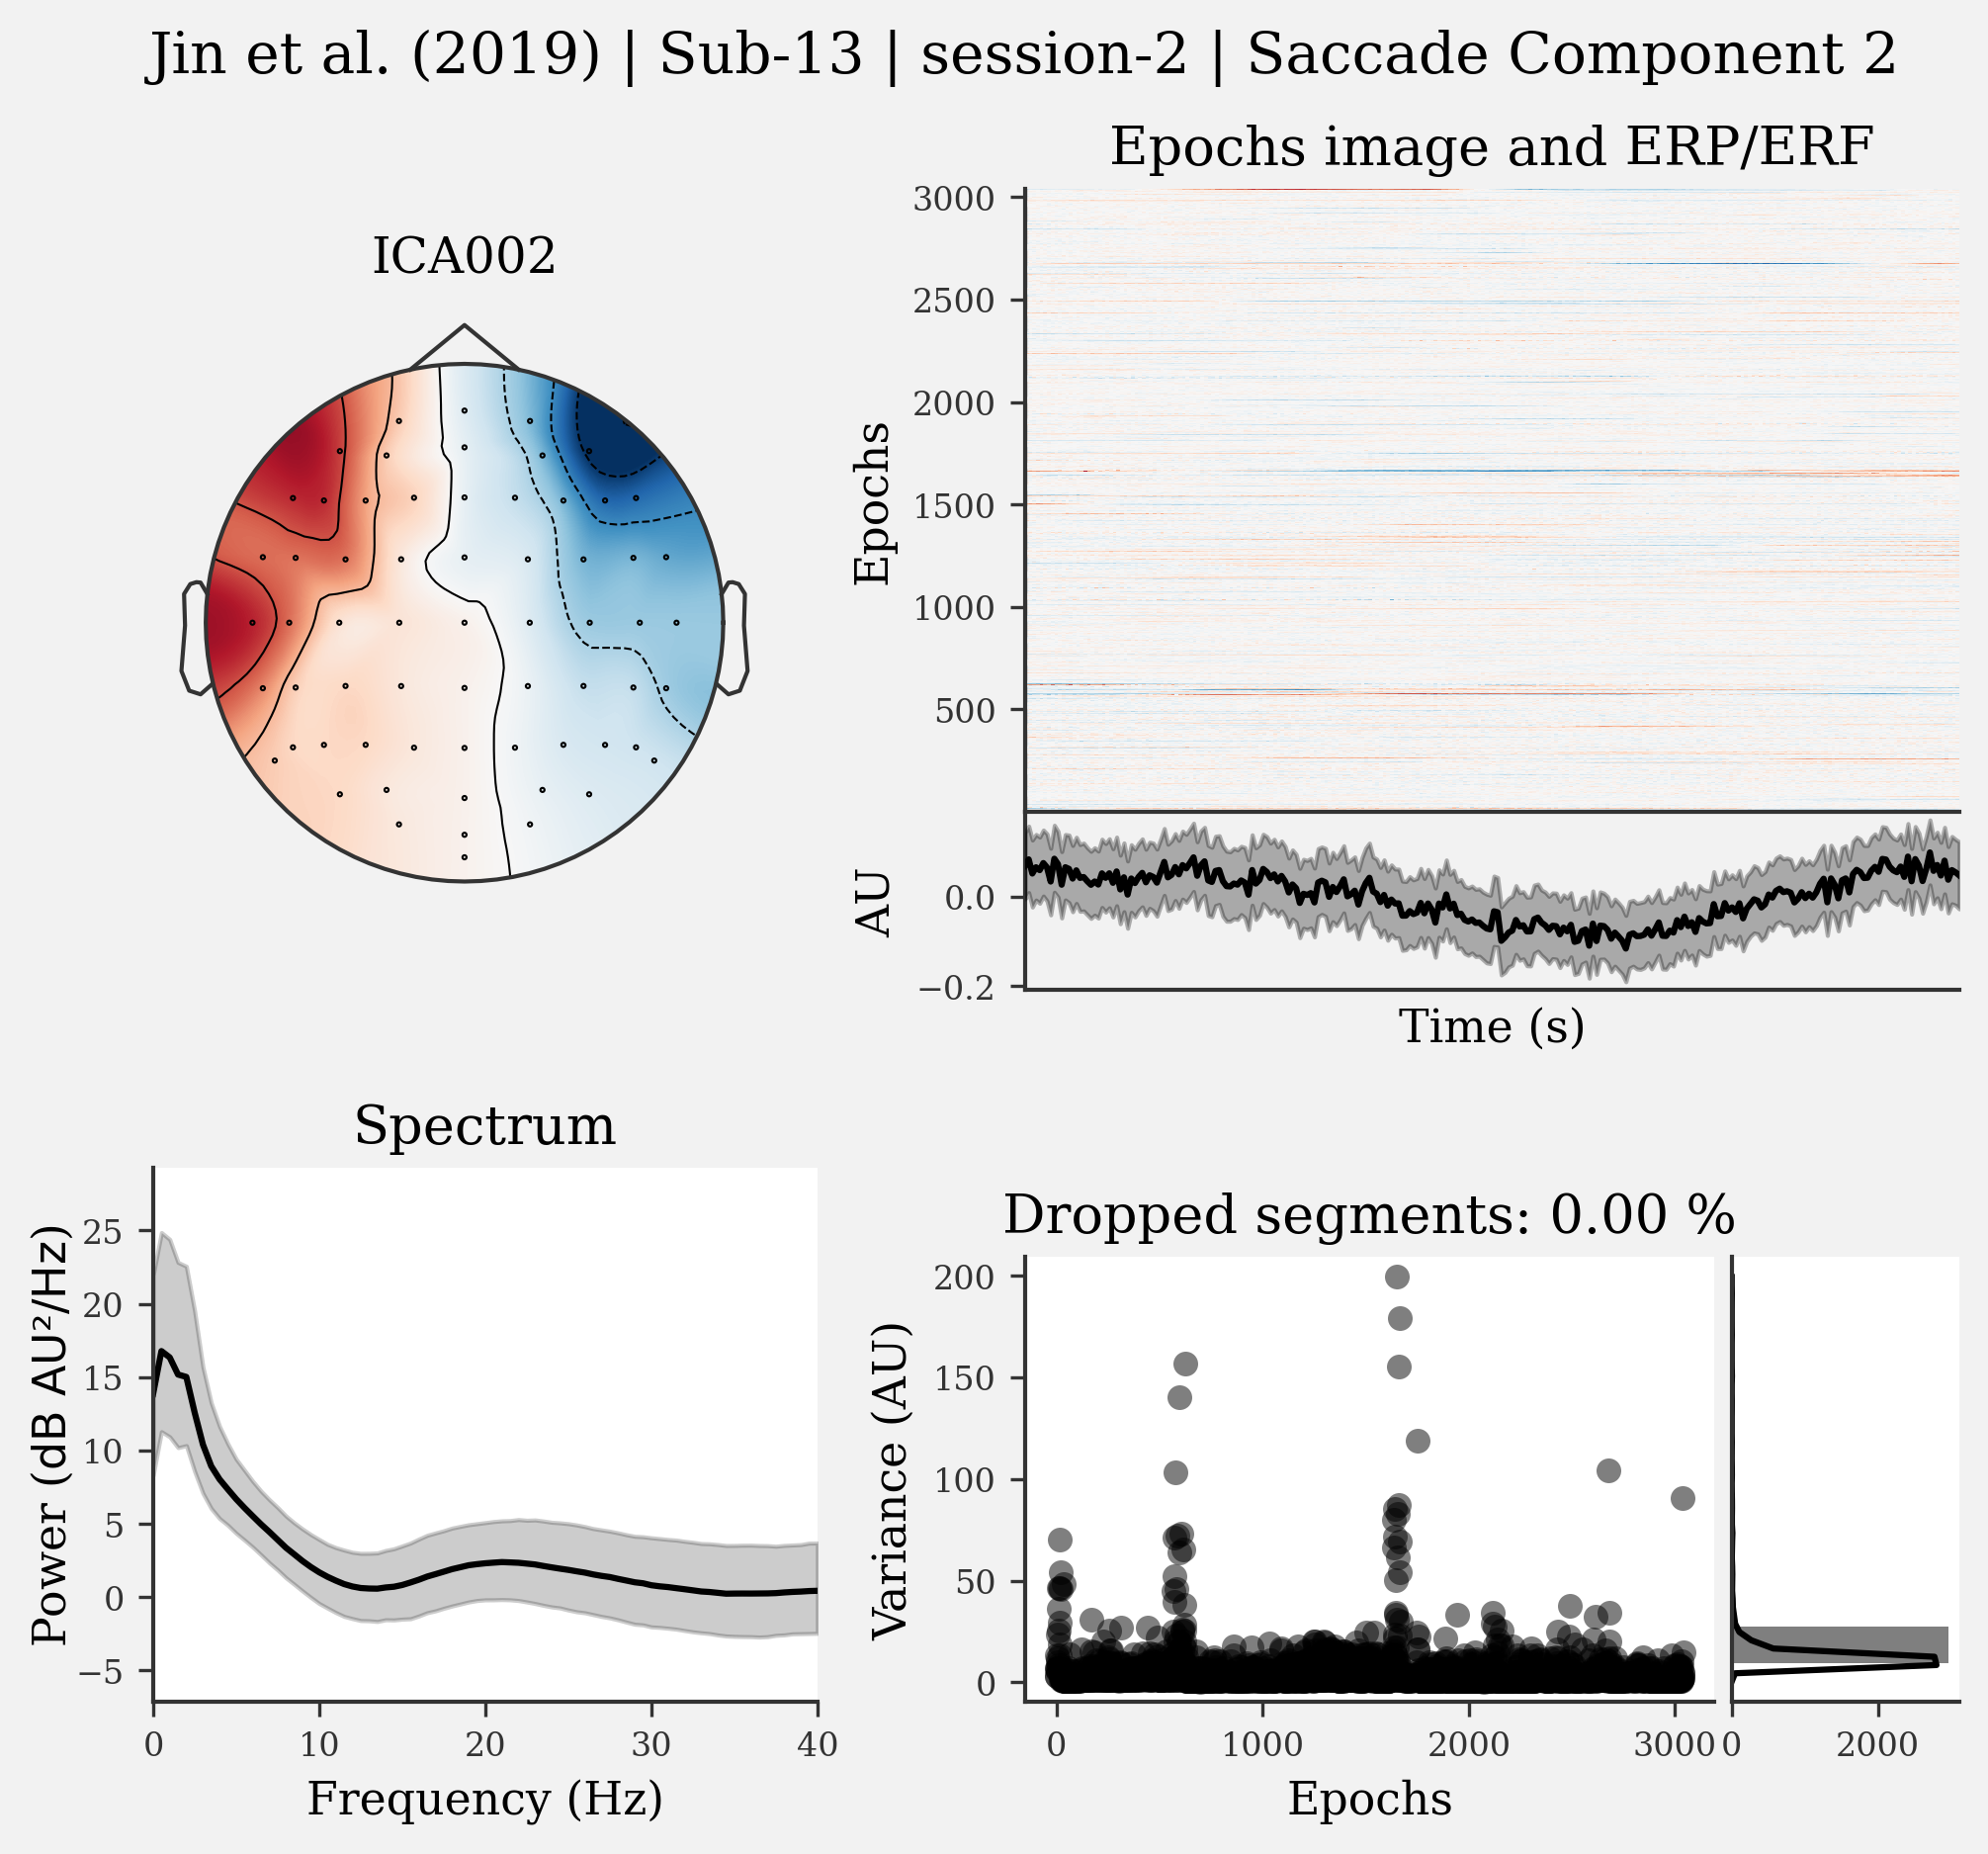 Jin et al. (2019) | Sub-13 | session-2 | Saccade Component 2
ICA002
Epochs image and ERP/ERF
Epochs
3000
2500
2000
1500
1000
500
AU
0.0
−0.2
Time (s)
Spectrum
Power (dB AU²/Hz)
25
20
15
10
5
0
−5
0 10 20 30 40
Frequency (Hz)
Dropped segments: 0.00 %
Variance (AU)
200
150
100
50
0
0 1000 2000 3000 0 2000
Epochs